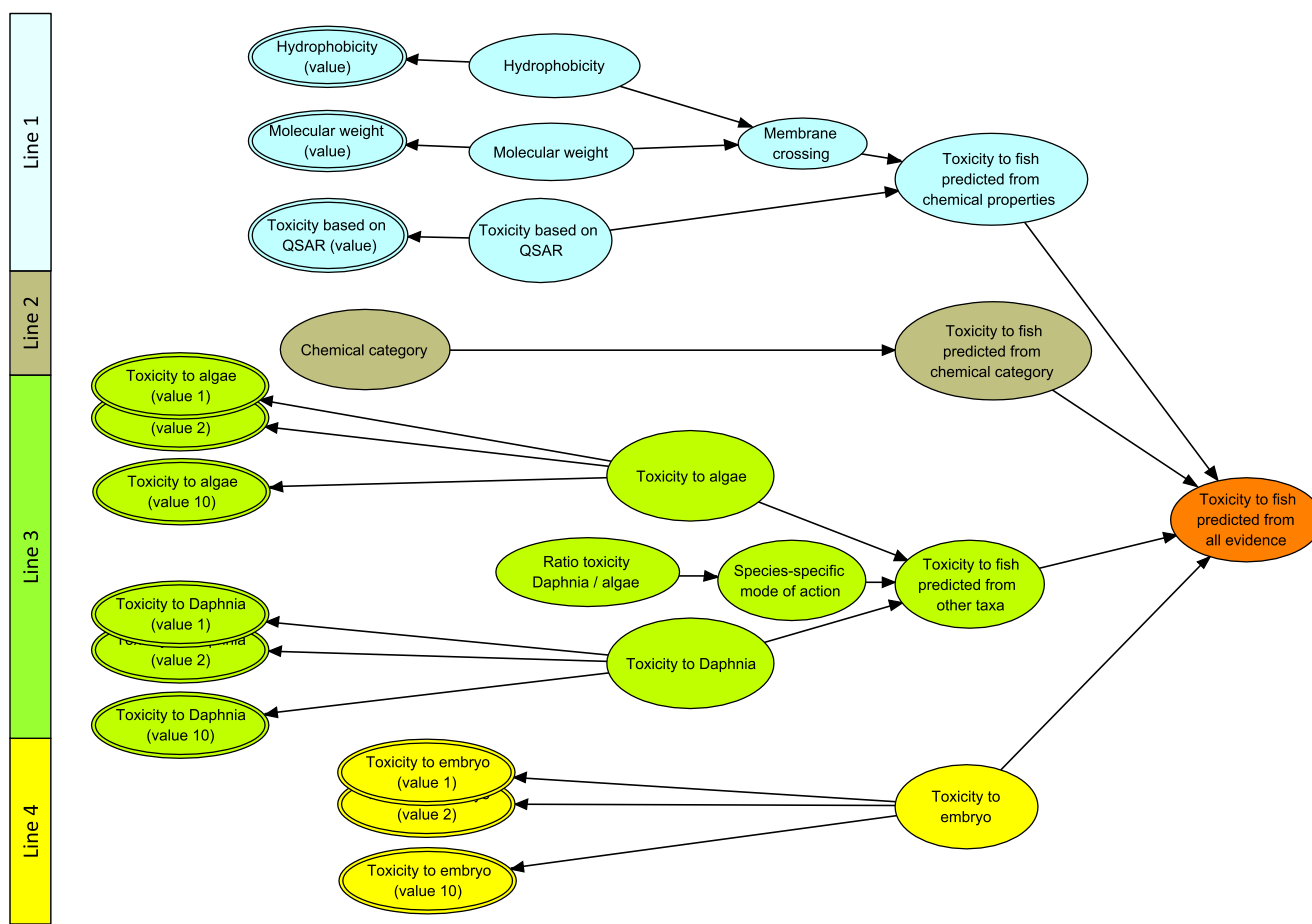 Line 1
Hydrophobicity
(value)
Hydrophobicity
Molecular weight
(value)
Molecular weight
Membrane
crossing
Toxicity to fish
predicted from
chemical properties
Toxicity based on
QSAR (value)
Toxicity based on
QSAR
Line 2
Chemical category
Toxicity to fish
predicted from
chemical category
Line 3
Toxicity to algae
(value 1)
(value 2)
Toxicity to algae
(value 10)
Toxicity to algae
Ratio toxicity
Daphnia / algae
Species-specific
mode of action
Toxicity to fish
predicted from
other taxa
Toxicity to fish
predicted from
all evidence
Toxicity to Daphnia
(value 1)
(value 2)
Toxicity to Daphnia
(value 10)
Toxicity to Daphnia
Line 4
Toxicity to embryo
(value 1)
(value 2)
Toxicity to embryo
(value 10)
Toxicity to
embryo